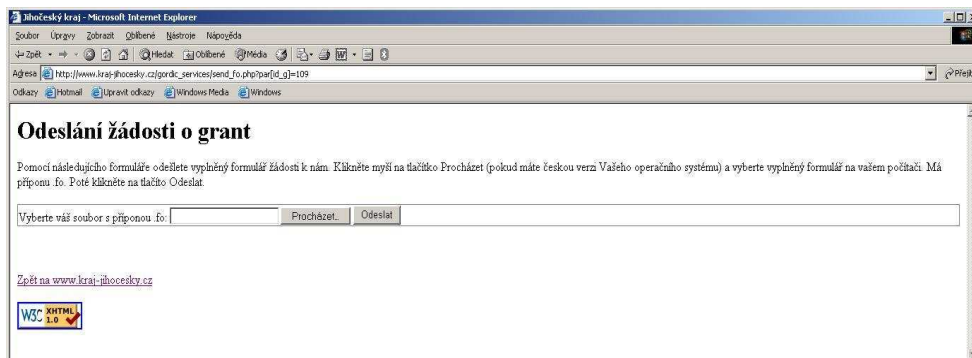 Jihočeský kraj - Microsoft Internet Explorer
Soubor Úpravy Zobrazit Oblíbené Nástroje Nápověda
Zpět Hledat Oblíbené Média
Adresa http://www.kraj-jihocesky.cz/gordic_services/send_fo.php?par[id_g]=109 Přejít
Odkazy Hotmail Upravit odkazy Windows Media Windows
Odeslání žádosti o grant
Pomocí následujícího formuláře odešlete vyplněný formulář žádosti k nám. Klikněte myší na tlačítko Procházet (pokud máte českou verzi Vašeho operačního systému) a vyberte vyplněný formulář na vašem počítači. Má
příponu .fo. Poté klikněte na tlačíto Odeslat.
Vyberte váš soubor s příponou .fo: Procházet... Odeslat
Zpět na www.kraj-jihocesky.cz
W3C XHTML
1.0